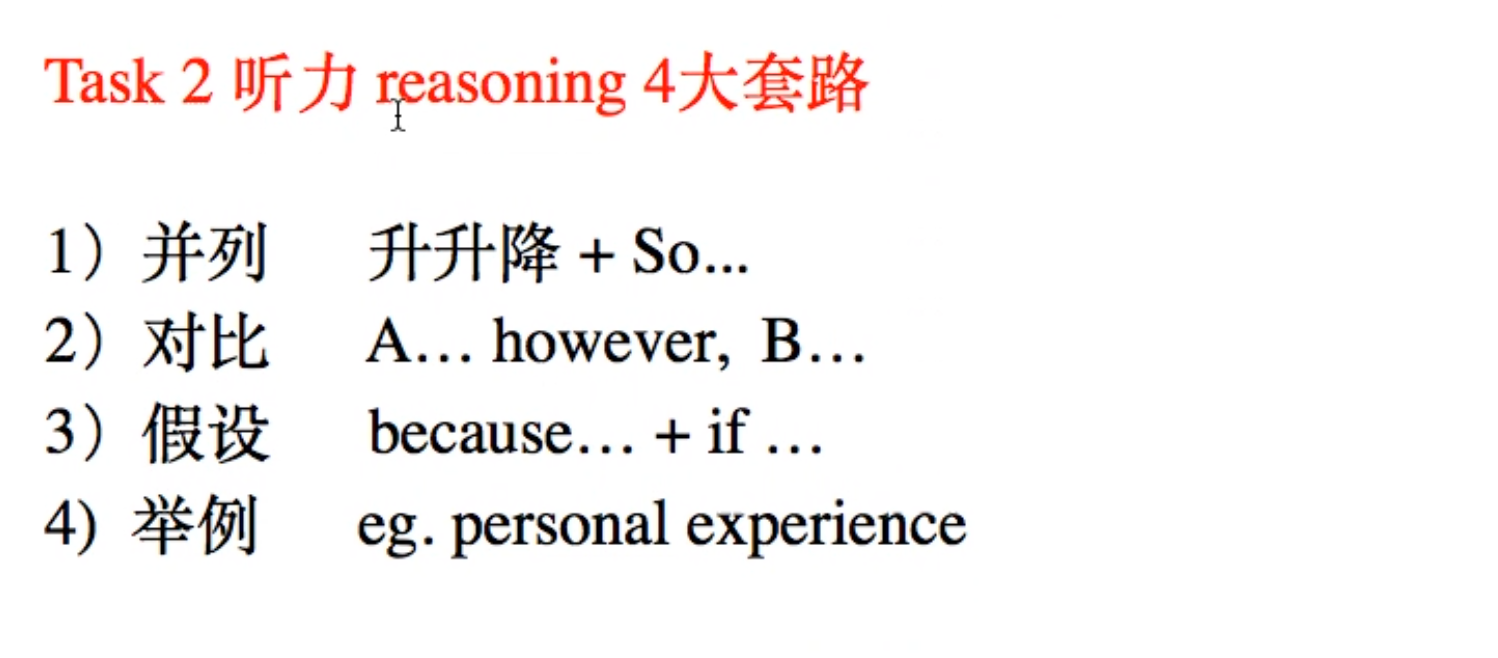 Task 2 听力 reasoning 4大套路
1）并列 升升降 + So...
2）对比 A… however, B…
3）假设 because… + if …
4) 举例 eg. personal experience